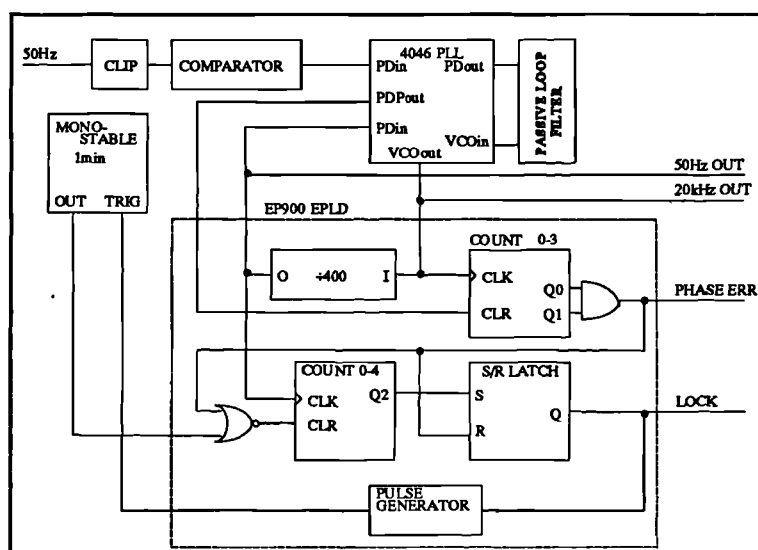 50Hz
CLIP
COMPARATOR
4046 PLL
PDin
PDout
PDPout
PDin
VCOin
VCOout
PASSIVE LOOP
FILTER
MONO-
STABLE
1min
OUT
TRIG
50Hz OUT
20kHz OUT
EP900 EPLD
COUNT 0-3
O
÷400
I
CLK
Q0
Q1
CLR
PHASE ERR
COUNT 0-4
CLK
Q2
CLR
S/R LATCH
S
Q
R
LOCK
PULSE
GENERATOR